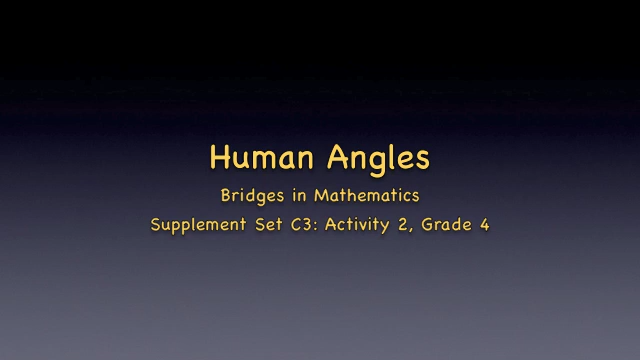 Human Angles
Bridges in Mathematics
Supplement Set C3: Activity 2, Grade 4